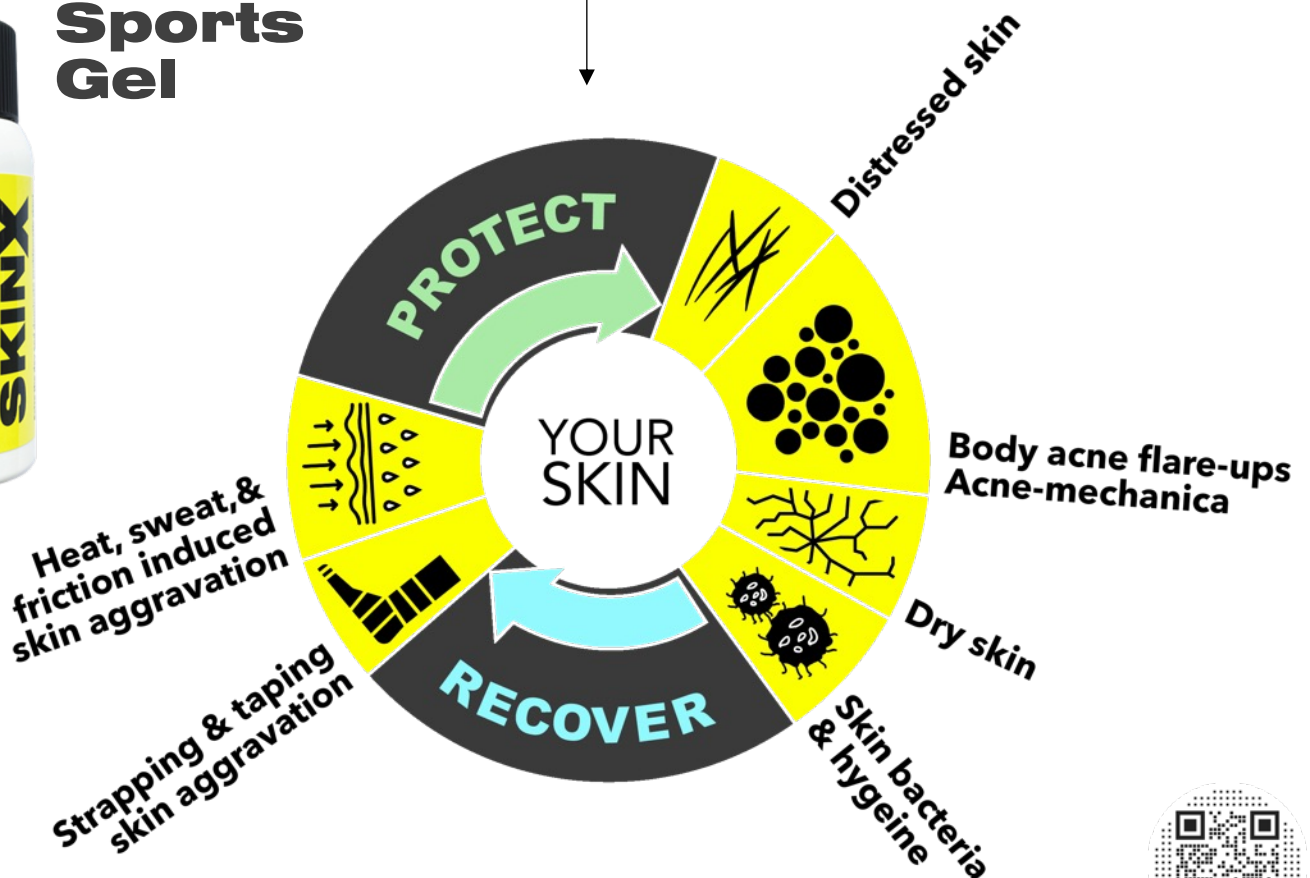 Sports
Gel
SKINX
PROTECT
Distressed skin
YOUR
SKIN
Body acne flare-ups
Acne-mechanica
Heat, sweat,&
friction induced
skin aggravation
Dry skin
Strapping & taping
skin aggravation
RECOVER
Skin bacteria
& hygeine